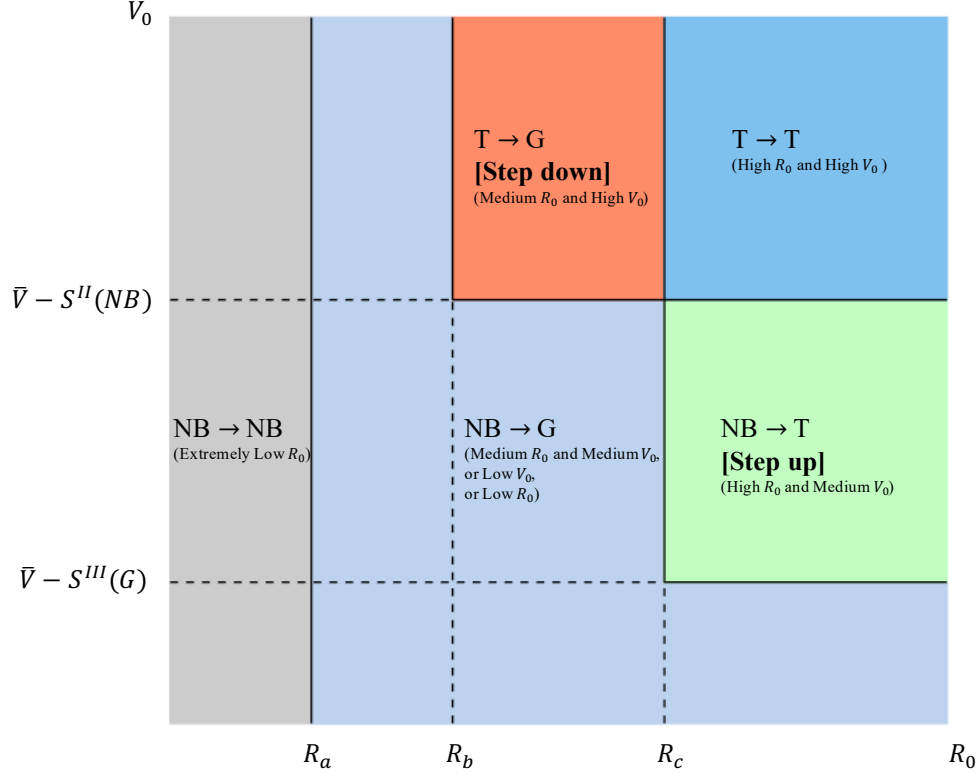 V₀
T → G
[Step down]
(Medium R₀ and High V₀)
T → T
(High R₀ and High V₀ )
V̄ − S^{II}(NB)
NB → NB
(Extremely Low R₀)
NB → G
(Medium R₀ and Medium V₀,
or Low V₀,
or Low R₀)
NB → T
[Step up]
(High R₀ and Medium V₀)
V̄ − S^{III}(G)
R_a
R_b
R_c
R₀